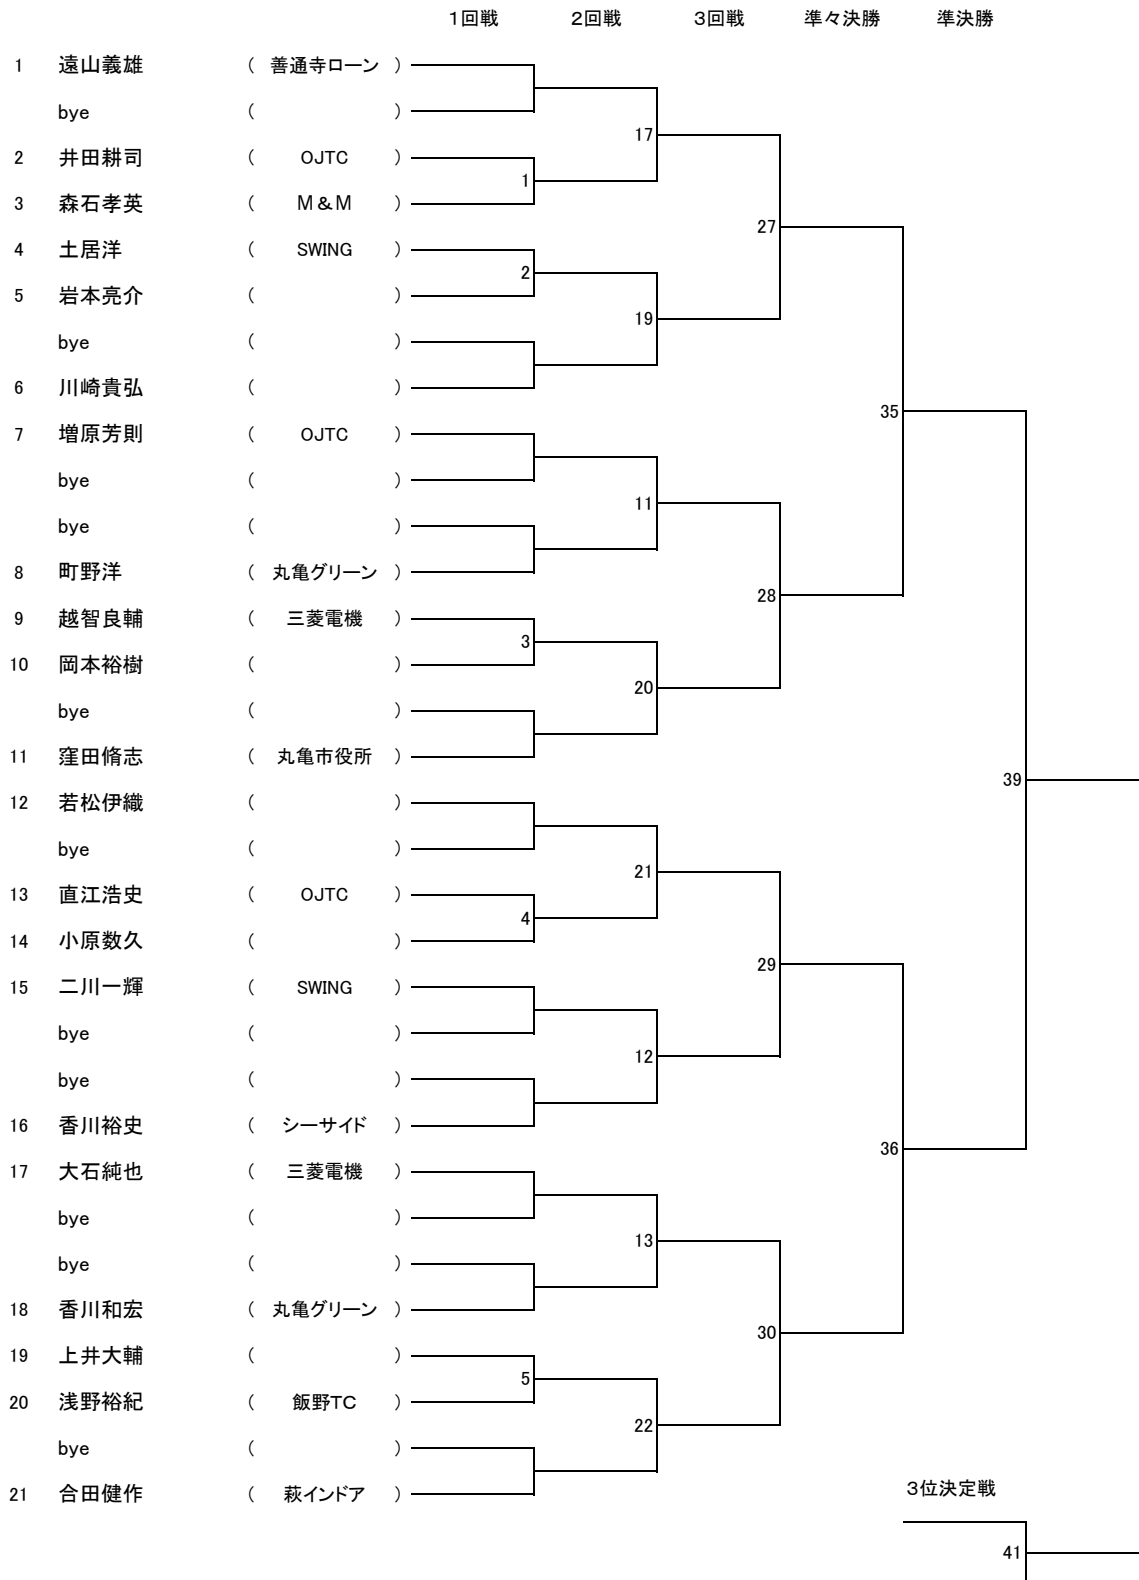 1回戦 2回戦 3回戦 準々決勝 準決勝
1 遠山義雄 ( 善通寺ローン )
bye ( )
17
2 井田耕司 ( OJTC )
1
3 森石孝英 ( M&M )
27
4 土居洋 ( SWING )
2
5 岩本亮介 ( )
19
bye ( )
6 川崎貴弘 ( )
35
7 増原芳則 ( OJTC )
bye ( )
11
bye ( )
8 町野洋 ( 丸亀グリーン )
28
9 越智良輔 ( 三菱電機 )
3
10 岡本裕樹 ( )
20
bye ( )
11 窪田脩志 ( 丸亀市役所 )
39
12 若松伊織 ( )
bye ( )
21
13 直江浩史 ( OJTC )
4
14 小原数久 ( )
29
15 二川一輝 ( SWING )
bye ( )
12
bye ( )
16 香川裕史 ( シーサイド )
36
17 大石純也 ( 三菱電機 )
bye ( )
13
bye ( )
18 香川和宏 ( 丸亀グリーン )
30
19 上井大輔 ( )
5
20 浅野裕紀 ( 飯野TC )
22
bye ( )
21 合田健作 ( 萩インドア )
3位決定戦
41